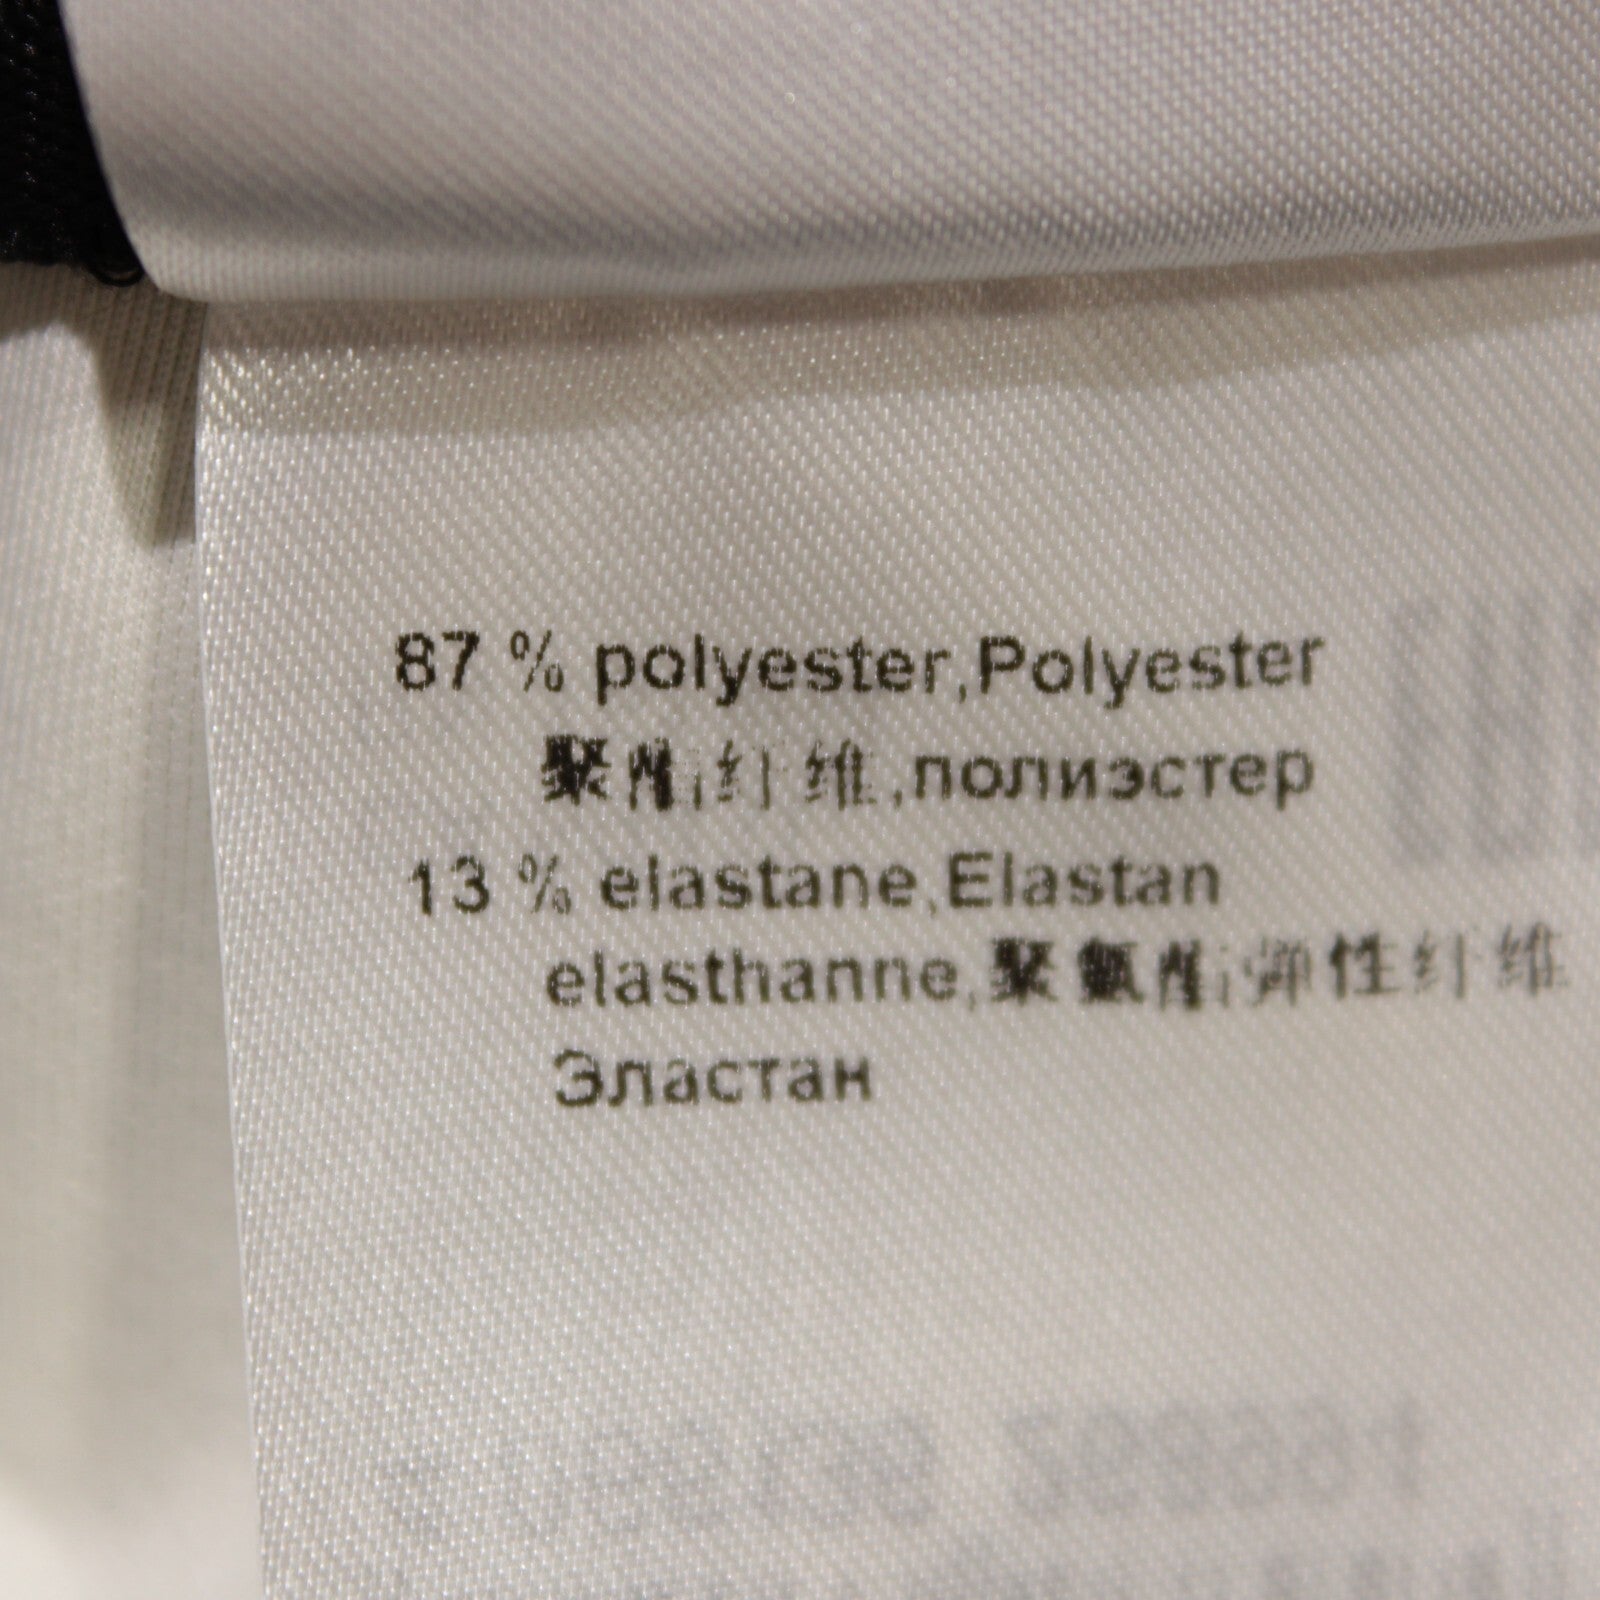 87 % polyester,Polyester
聚酯纤维,полиэстер
13 % elastane,Elastan
elasthanne,聚氨酯弹性纤维
Эластан